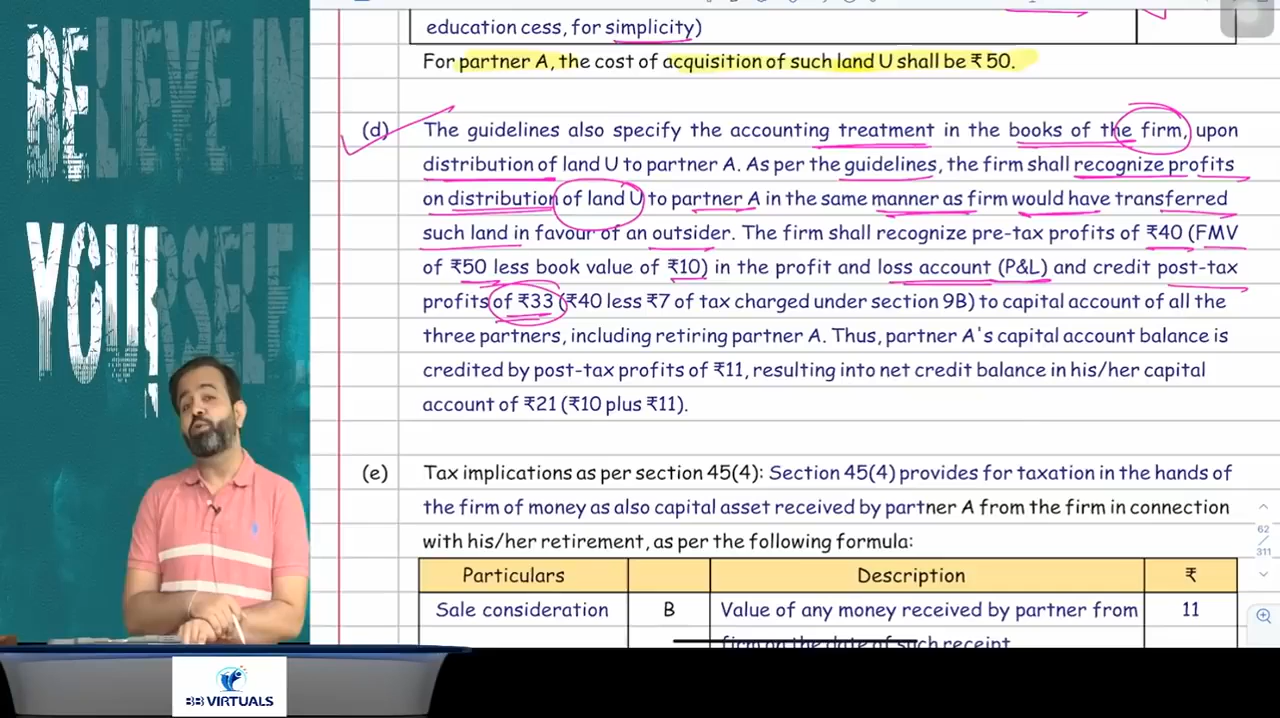 BELIEVE IN
YOURSELF
education cess, for simplicity)
For partner A, the cost of acquisition of such land U shall be ₹ 50.
(d) The guidelines also specify the accounting treatment in the books of the firm, upon
distribution of land U to partner A. As per the guidelines, the firm shall recognize profits
on distribution of land U to partner A in the same manner as firm would have transferred
such land in favour of an outsider. The firm shall recognize pre-tax profits of ₹40 (FMV
of ₹50 less book value of ₹10) in the profit and loss account (P&L) and credit post-tax
profits of ₹33 (₹40 less ₹7 of tax charged under section 9B) to capital account of all the
three partners, including retiring partner A. Thus, partner A's capital account balance is
credited by post-tax profits of ₹11, resulting into net credit balance in his/her capital
account of ₹21 (₹10 plus ₹11).
(e) Tax implications as per section 45(4): Section 45(4) provides for taxation in the hands of
the firm of money as also capital asset received by partner A from the firm in connection
with his/her retirement, as per the following formula:
Particulars Description ₹
Sale consideration B Value of any money received by partner from 11
firm on the date of such receipt
62
/
311
BB VIRTUALS